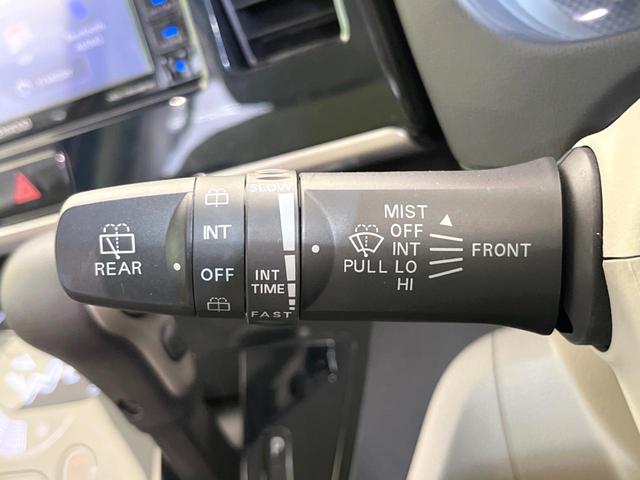 REAR
INT
OFF
SLOW
INT
TIME
FAST
MIST
OFF
INT
PULL LO
HI
FRONT